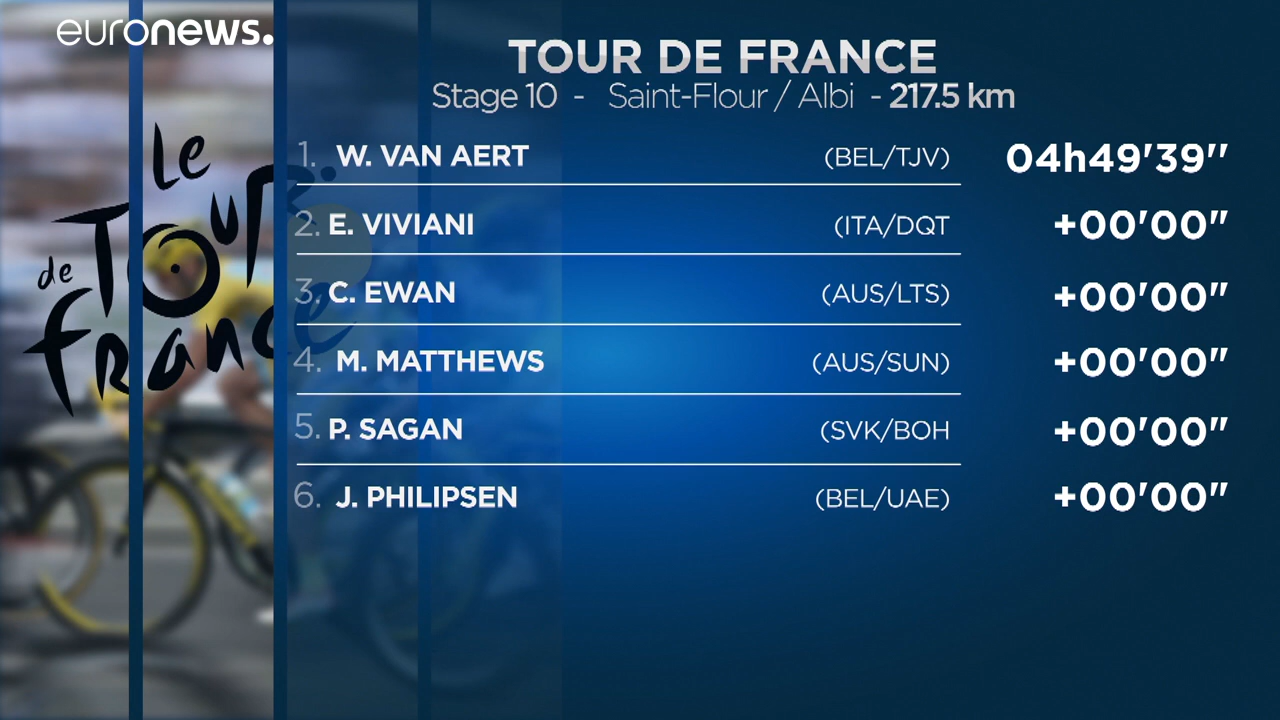 euronews.
TOUR DE FRANCE
Stage 10 - Saint-Flour / Albi - 217.5 km
Le
TOUR.
de
france
1. W. VAN AERT (BEL/TJV) 04h49'39''
2. E. VIVIANI (ITA/DQT +00'00''
3. C. EWAN (AUS/LTS) +00'00''
4. M. MATTHEWS (AUS/SUN) +00'00''
5. P. SAGAN (SVK/BOH +00'00''
6. J. PHILIPSEN (BEL/UAE) +00'00''